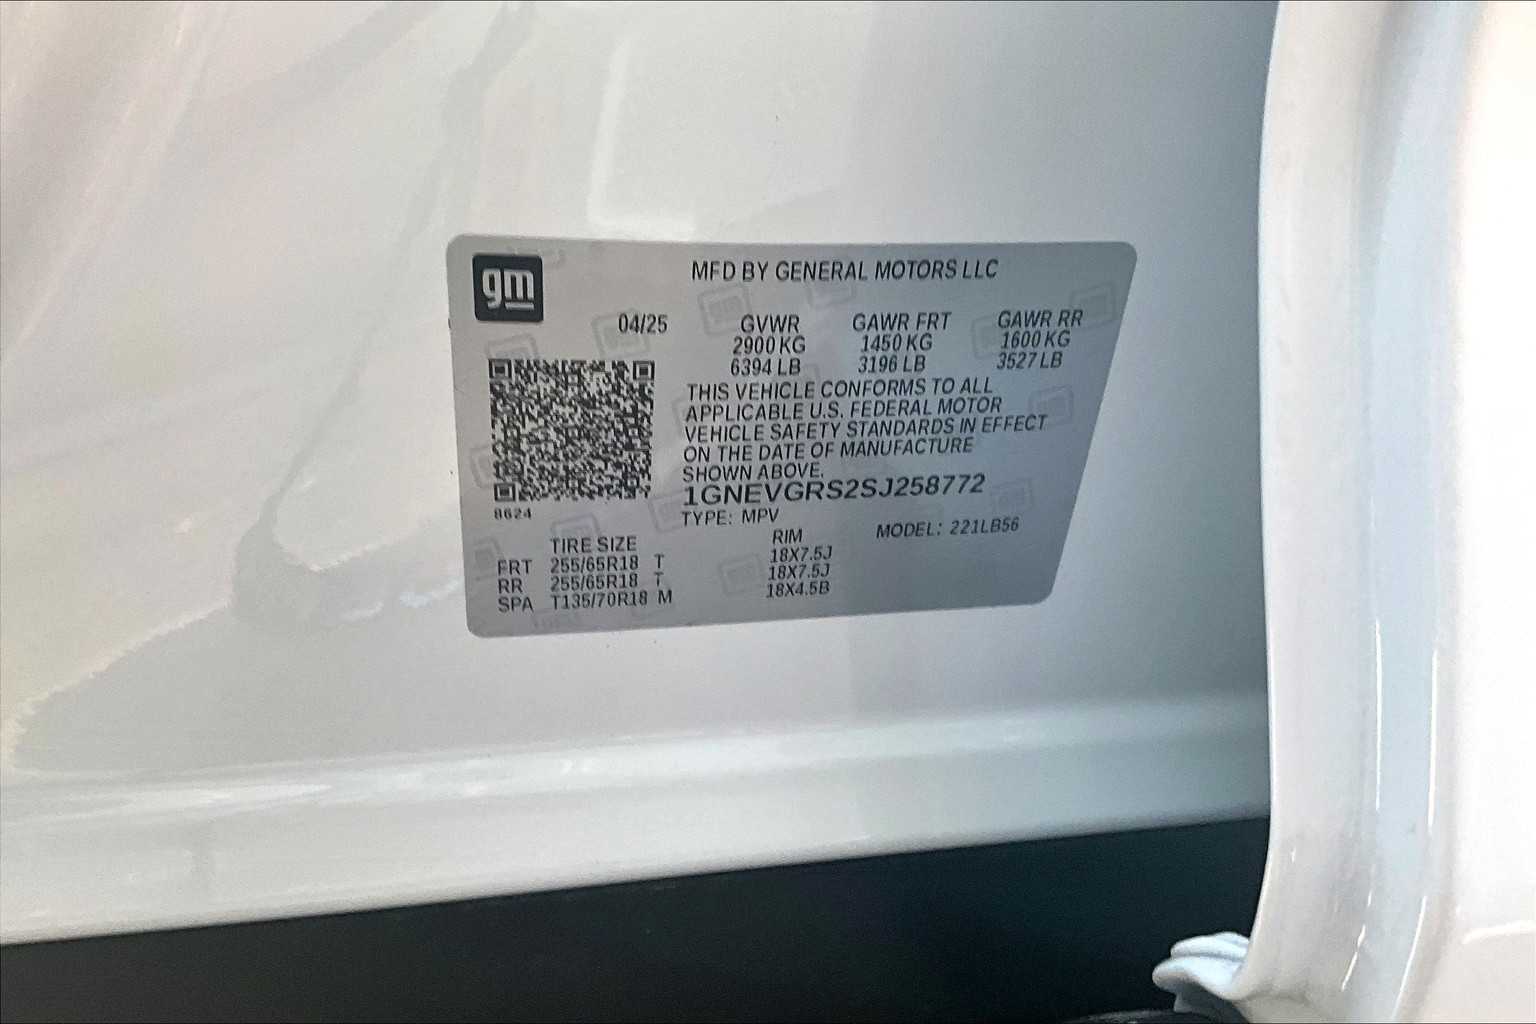 gm
MFD BY GENERAL MOTORS LLC
04/25 GVWR GAWR FRT GAWR RR
2900 KG 1450 KG 1600 KG
6394 LB 3196 LB 3527 LB
THIS VEHICLE CONFORMS TO ALL
APPLICABLE U.S. FEDERAL MOTOR
VEHICLE SAFETY STANDARDS IN EFFECT
ON THE DATE OF MANUFACTURE
SHOWN ABOVE.
1GNEVGRS2SJ258772
8624
TYPE: MPV MODEL: 221LB56
TIRE SIZE RIM
FRT 255/65R18 T 18X7.5J
RR 255/65R18 T 18X7.5J
SPA T135/70R18 M 18X4.5B